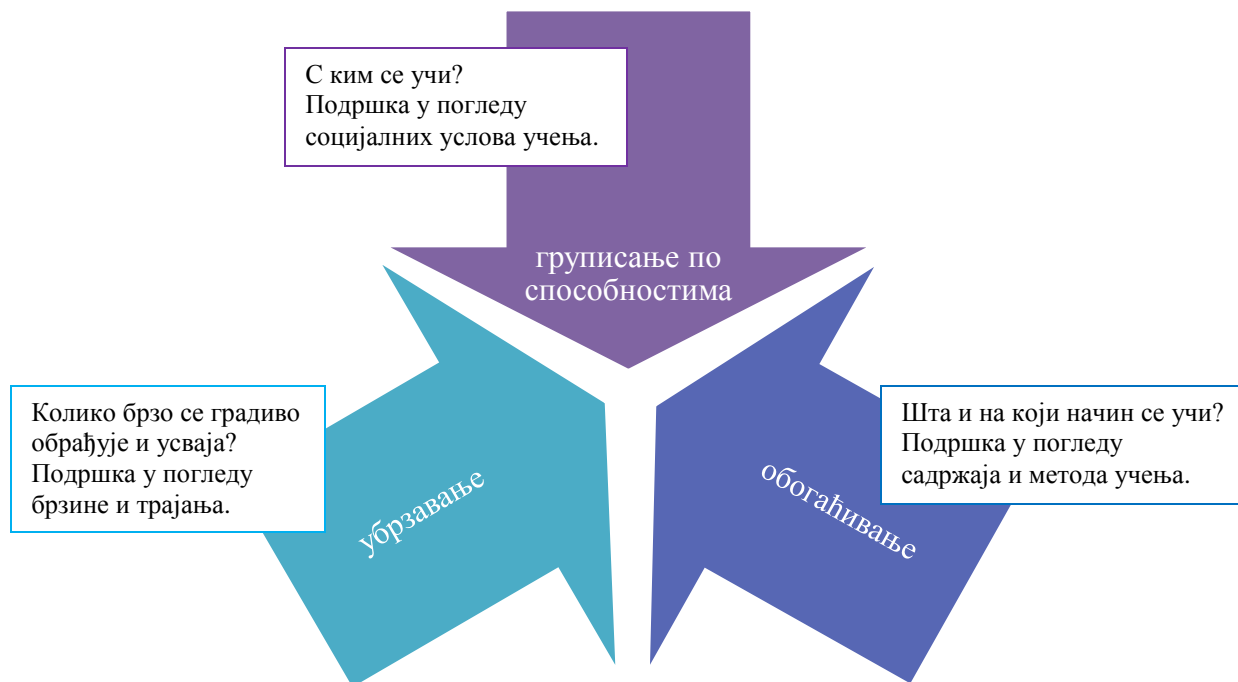 С ким се учи?
Подршка у погледу
социјалних услова учења.
груписање по
способностима
Колико брзо се градиво
обрађује и усваја?
Подршка у погледу
брзине и трајања.
убрзавање
Шта и на који начин се учи?
Подршка у погледу
садржаја и метода учења.
обогаћивање